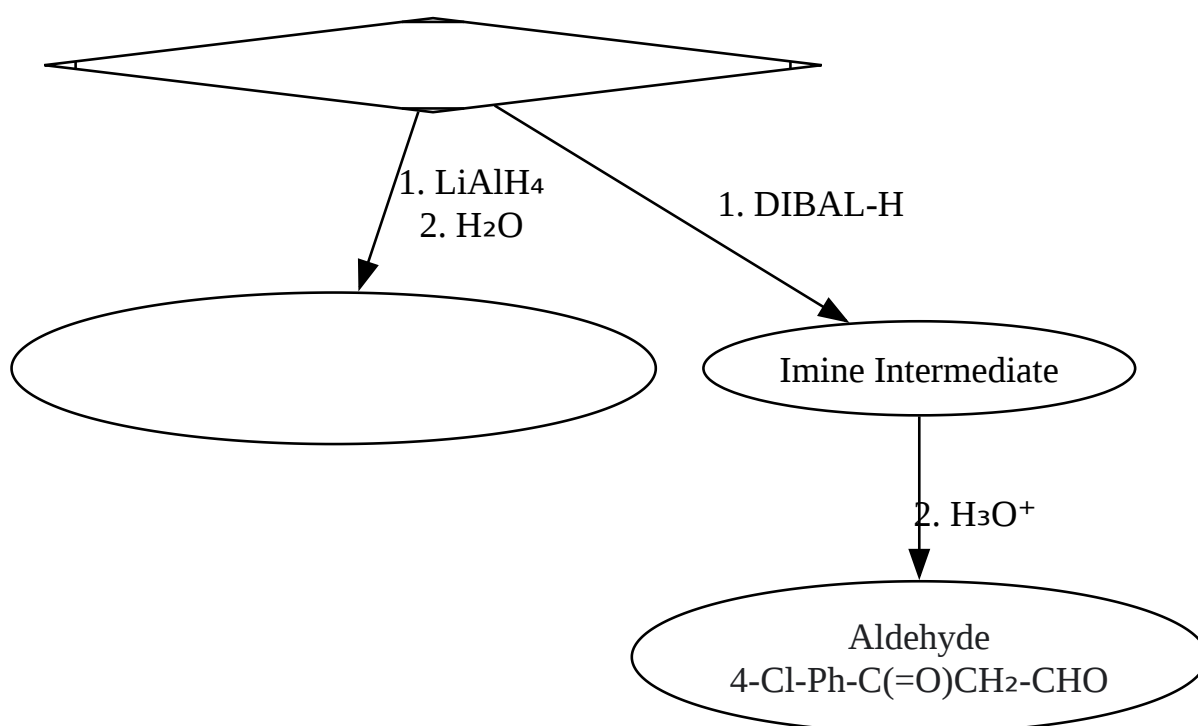 1. LiAlH₄
2. H₂O
1. DIBAL-H
Imine Intermediate
2. H₃O⁺
Aldehyde
4-Cl-Ph-C(=O)CH₂-CHO